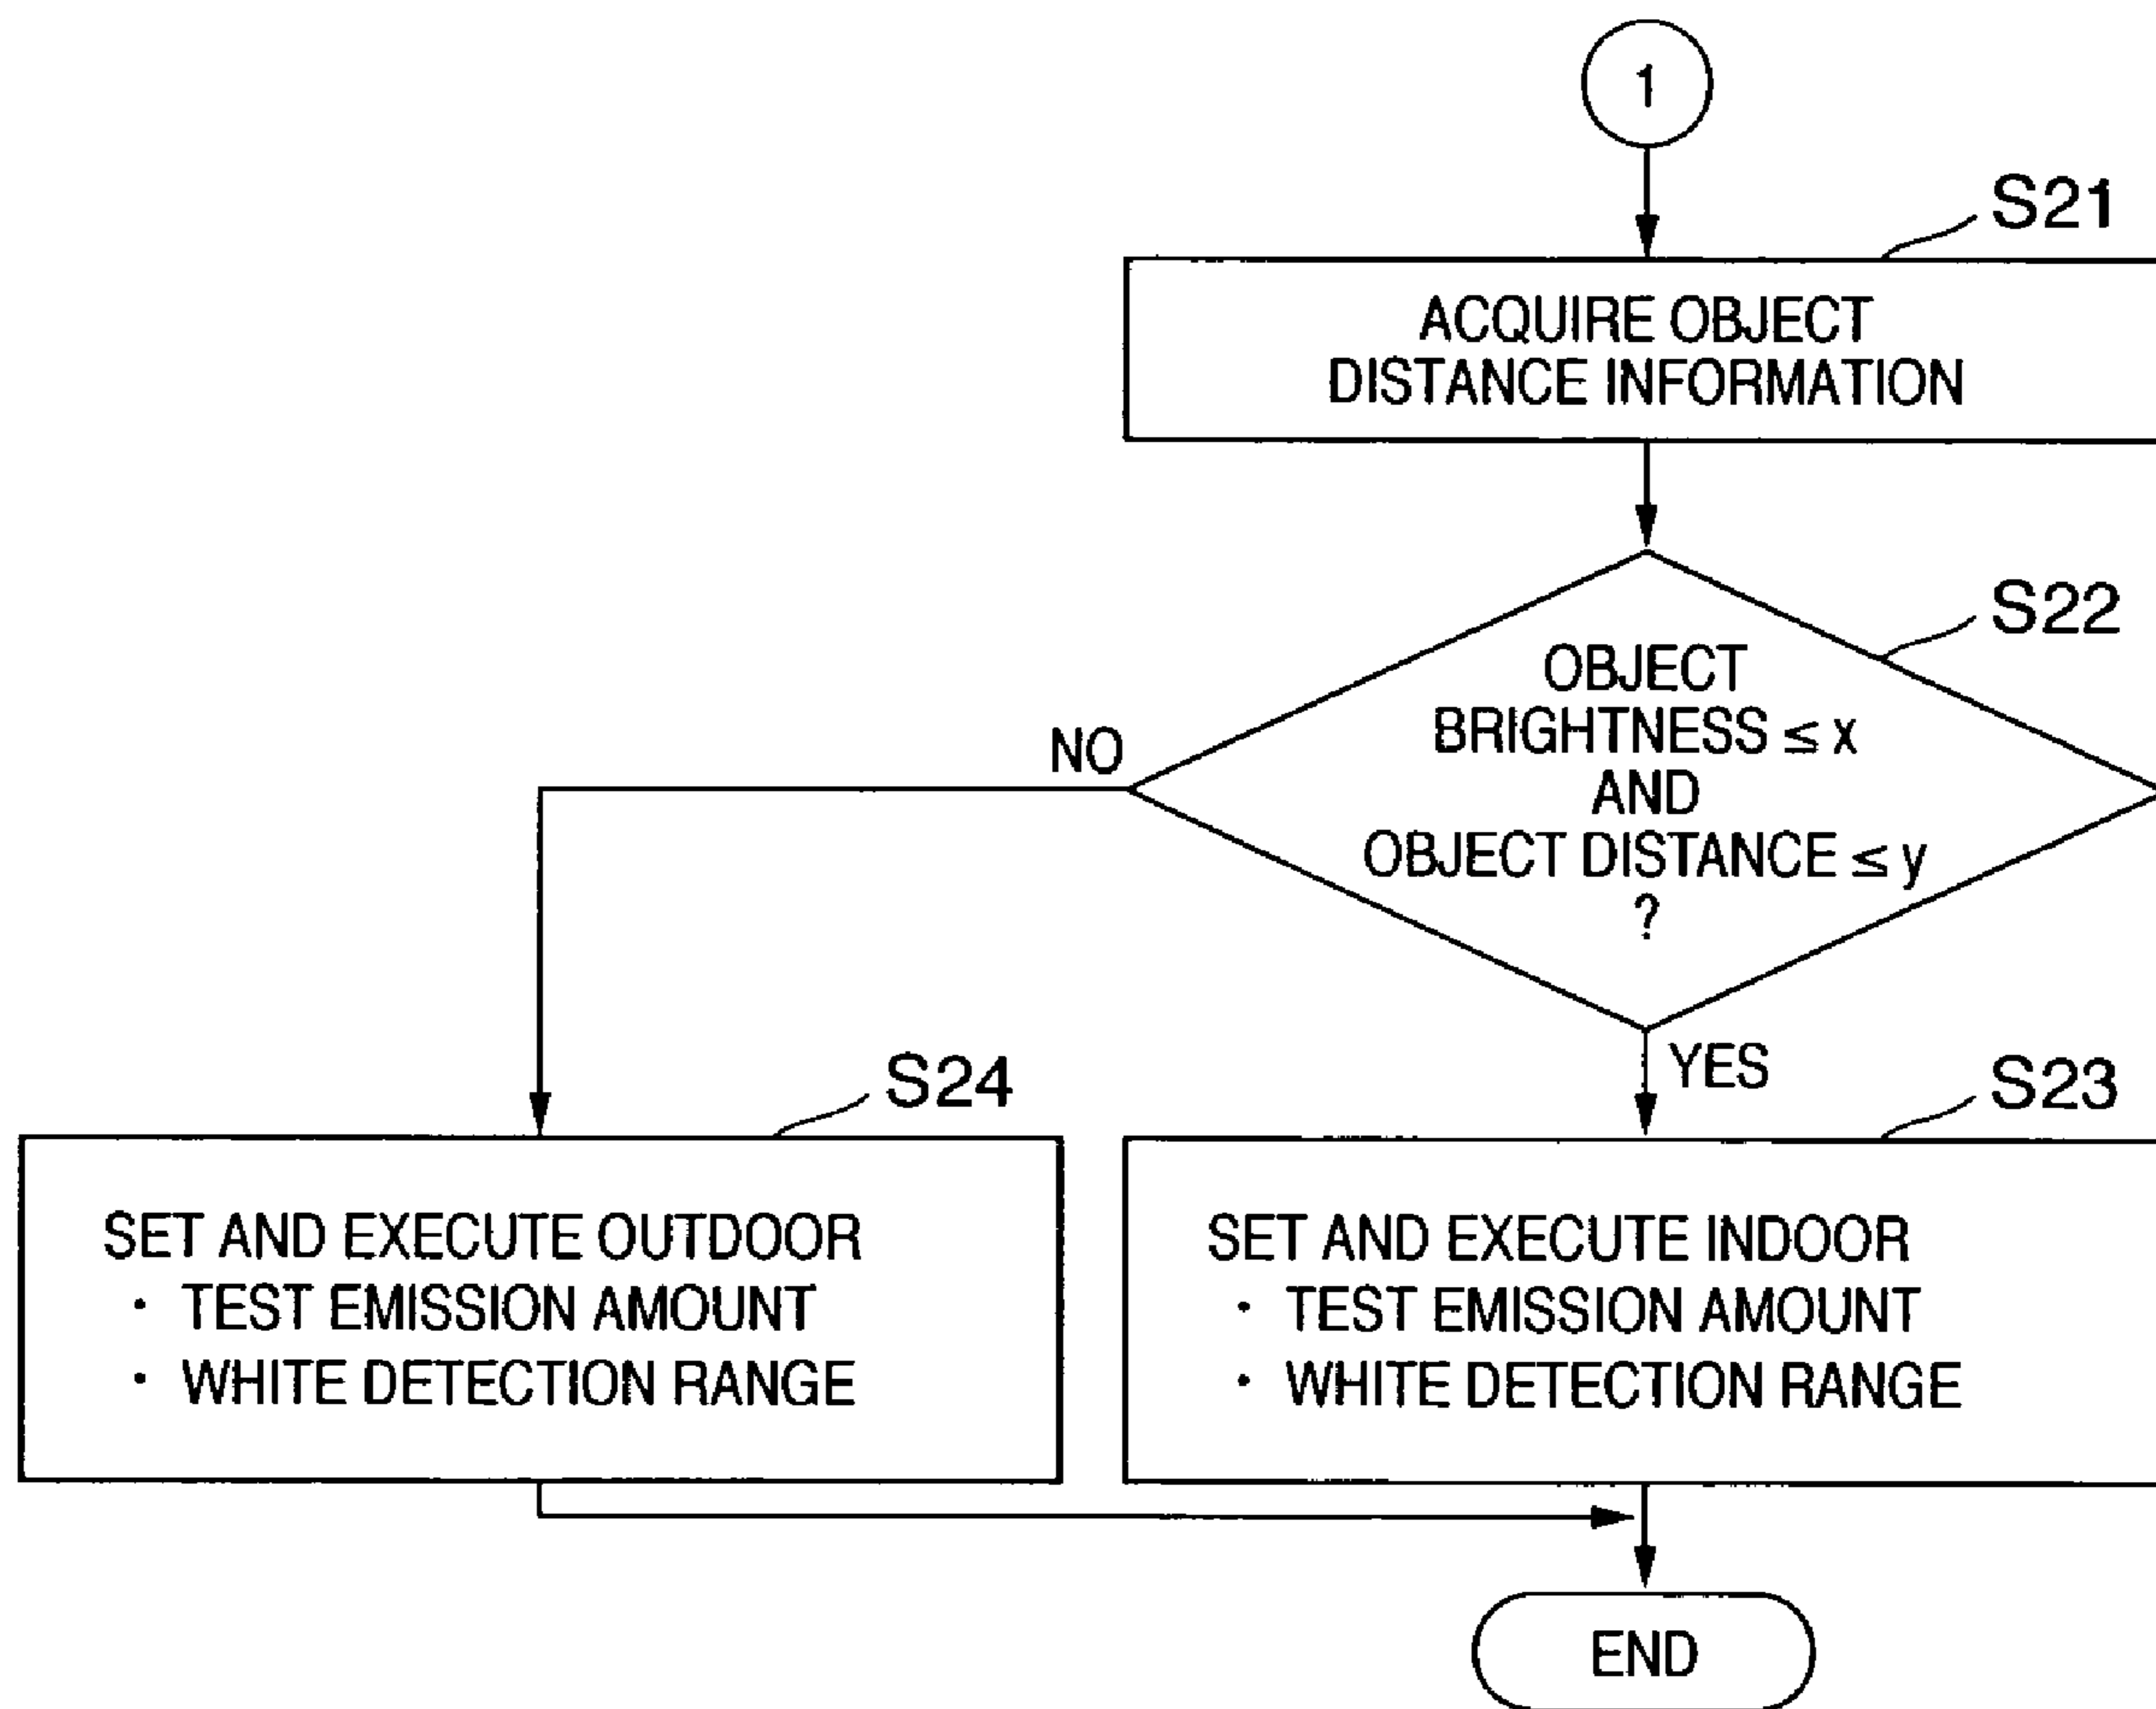 1
S21
ACQUIRE OBJECT
DISTANCE INFORMATION
S22
OBJECT
BRIGHTNESS ≤ x
AND
OBJECT DISTANCE ≤ y
?
NO
YES
S24
SET AND EXECUTE OUTDOOR
· TEST EMISSION AMOUNT
· WHITE DETECTION RANGE
S23
SET AND EXECUTE INDOOR
· TEST EMISSION AMOUNT
· WHITE DETECTION RANGE
END